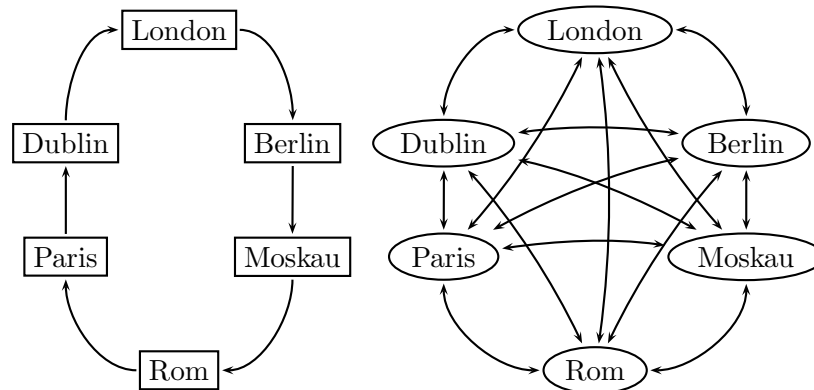 London
Dublin
Berlin
Paris
Moskau
Rom
London
Dublin
Berlin
Paris
Moskau
Rom